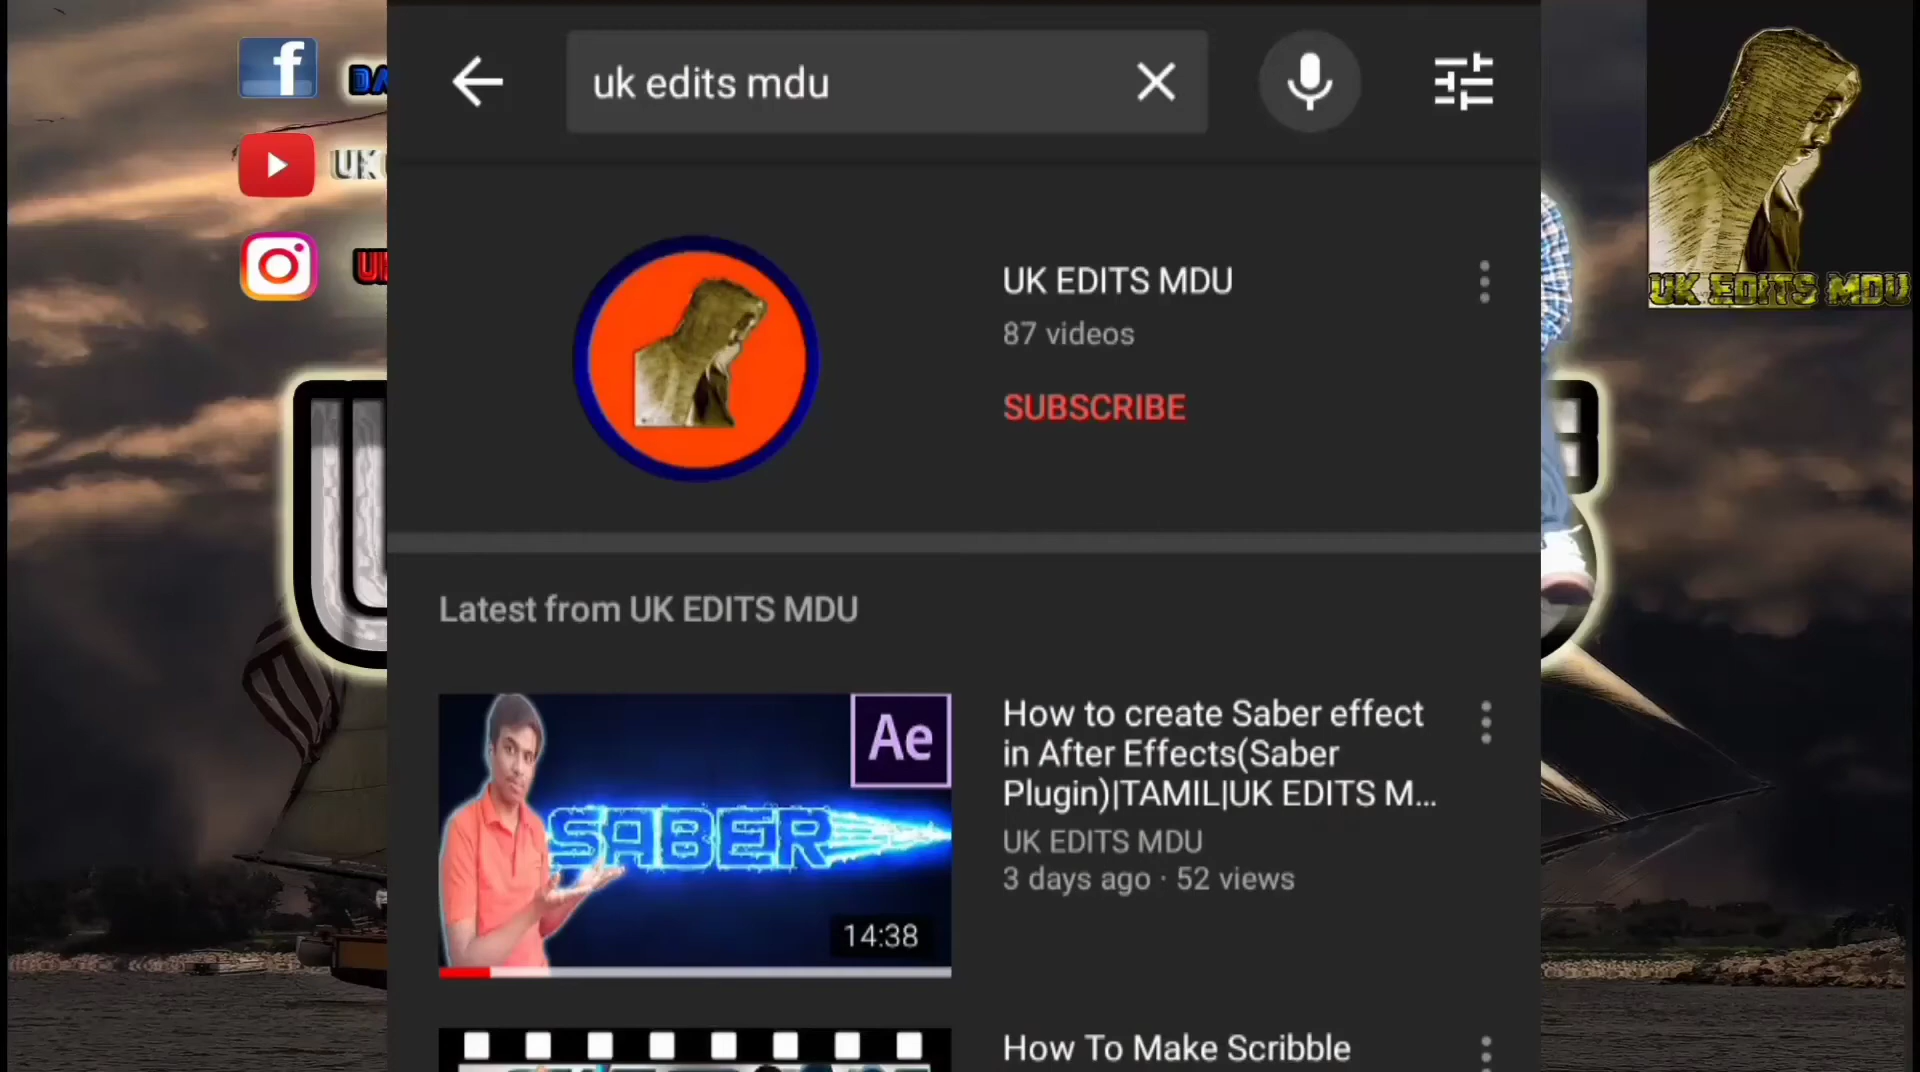 uk edits mdu
UK EDITS MDU
87 videos
SUBSCRIBE
UK EDITS MDU
Latest from UK EDITS MDU
Ae
SABER
14:38
How to create Saber effect
in After Effects(Saber
Plugin)|TAMIL|UK EDITS M...
UK EDITS MDU
3 days ago · 52 views
How To Make Scribble
f
UK